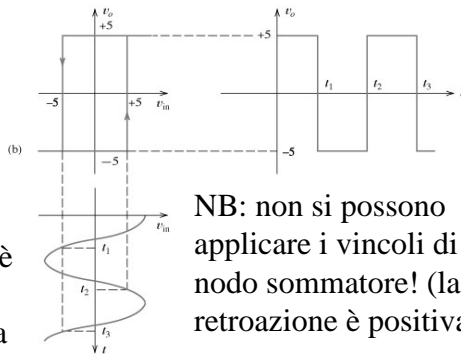 v_o
+5
-5
+5
v_in
-5
(b)
v_o
+5
t_1
t_2
t_3
-5
v_in
t_1
t_2
t_3
t
è
a
NB: non si possono
applicare i vincoli di
nodo sommatore! (la
retroazione è positiva